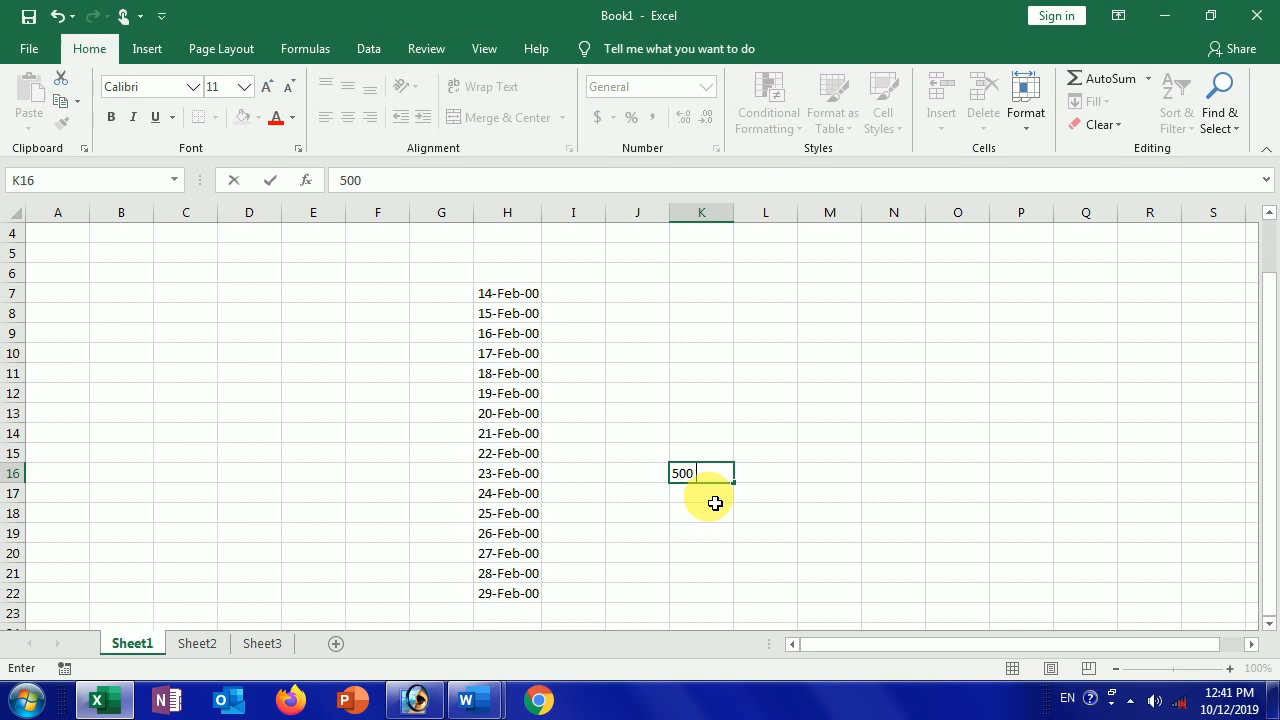 Book1 - Excel
Sign in
File Home Insert Page Layout Formulas Data Review View Help Tell me what you want to do Share
Paste
Clipboard
Calibri 11 A A
B I U A
Font
ab Wrap Text
Merge & Center
Alignment
General
$ % ,
Number
Conditional Formatting
Format as Table
Cell Styles
Styles
Insert Delete Format
Cells
AutoSum
Fill
Clear
Sort & Filter
Find & Select
Editing
K16 fx 500
A B C D E F G H I J K L M N O P Q R S
4
5
6
7 14-Feb-00
8 15-Feb-00
9 16-Feb-00
10 17-Feb-00
11 18-Feb-00
12 19-Feb-00
13 20-Feb-00
14 21-Feb-00
15 22-Feb-00
16 23-Feb-00 500
17 24-Feb-00
18 25-Feb-00
19 26-Feb-00
20 27-Feb-00
21 28-Feb-00
22 29-Feb-00
23
Sheet1 Sheet2 Sheet3
Enter 100%
EN 12:41 PM
10/12/2019